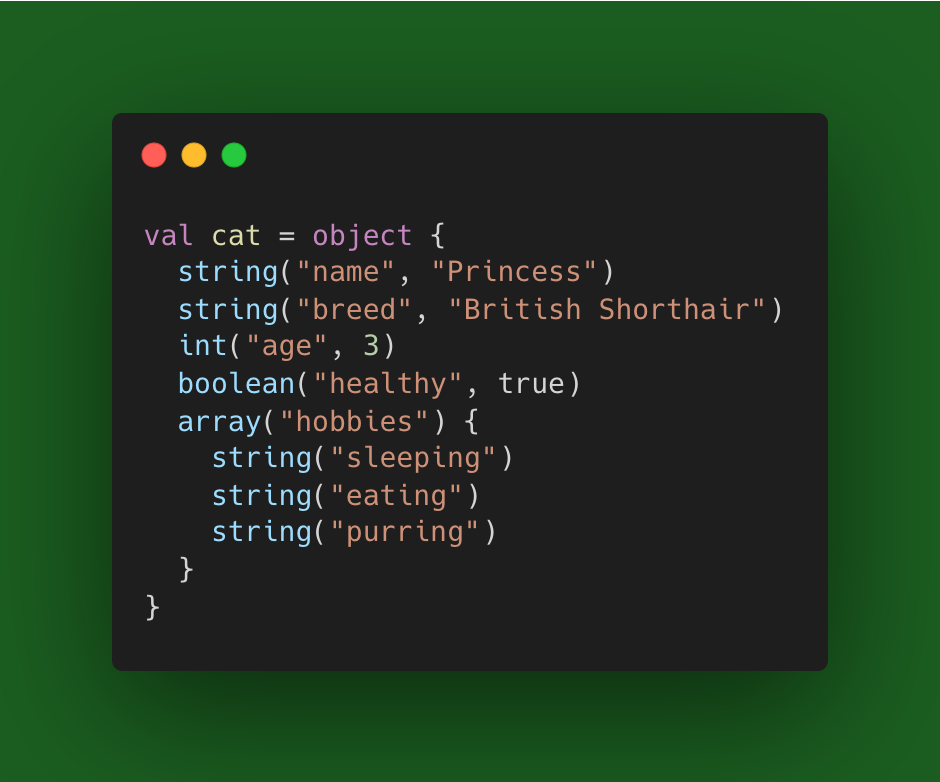 val cat = object {
  string("name", "Princess")
  string("breed", "British Shorthair")
  int("age", 3)
  boolean("healthy", true)
  array("hobbies") {
    string("sleeping")
    string("eating")
    string("purring")
  }
}